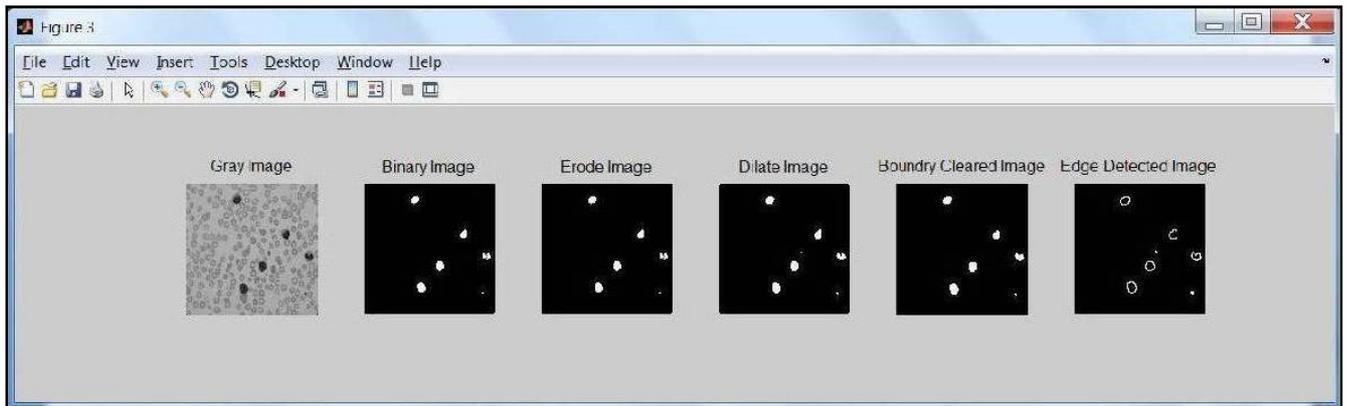 Figure 3
File Edit View Insert Tools Desktop Window Help
Gray Image Binary Image Erode Image Dilate Image Boundry Cleared Image Edge Detected Image